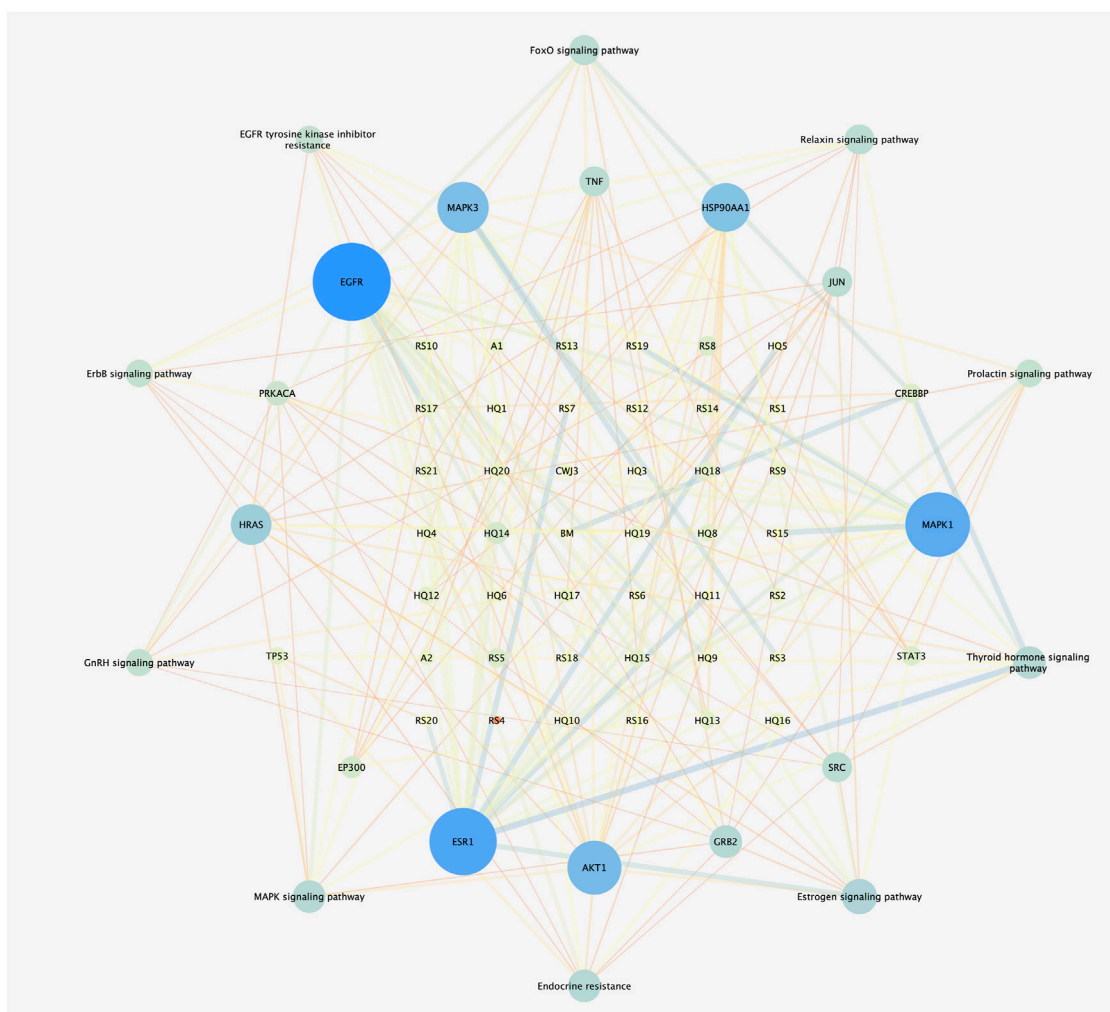 FoxO signaling pathway
EGFR tyrosine kinase inhibitor
resistance
Relaxin signaling pathway
TNF
MAPK3
HSP90AA1
EGFR
JUN
RS10 A1 RS13 RS19 RS8 HQ5
ErbB signaling pathway
Prolactin signaling pathway
PRKACA
CREBBP
RS17 HQ1 RS7 RS12 RS14 RS1
RS21 HQ20 CWJ3 HQ3 HQ18 RS9
HRAS
MAPK1
HQ4 HQ14 BM HQ19 HQ8 RS15
HQ12 HQ6 HQ17 RS6 HQ11 RS2
GnRH signaling pathway
TP53
A2 RS5 RS18 HQ15 HQ9 RS3
STAT3
Thyroid hormone signaling
pathway
RS20 RS4 HQ10 RS16 HQ13 HQ16
EP300
SRC
ESR1
GRB2
AKT1
MAPK signaling pathway
Estrogen signaling pathway
Endocrine resistance